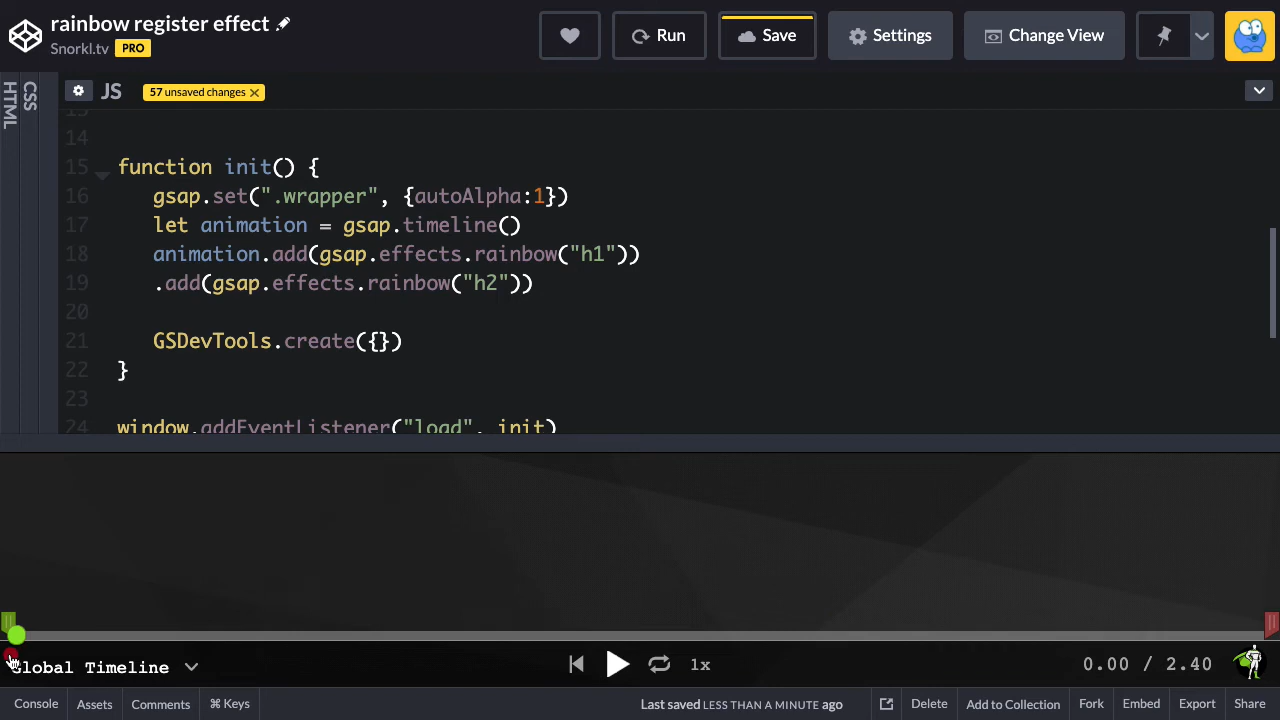 rainbow register effect
Snorkl.tv PRO
Run
Save
Settings
Change View
HTML
CSS
JS
57 unsaved changes ×
14
15 function init() {
16 gsap.set(".wrapper", {autoAlpha:1})
17 let animation = gsap.timeline()
18 animation.add(gsap.effects.rainbow("h1"))
19 .add(gsap.effects.rainbow("h2"))
20
21 GSDevTools.create({})
22 }
23
24 window.addEventListener("load", init)
Global Timeline
1x
0.00 / 2.40
Console
Assets
Comments
⌘ Keys
Last saved LESS THAN A MINUTE ago
Delete
Add to Collection
Fork
Embed
Export
Share